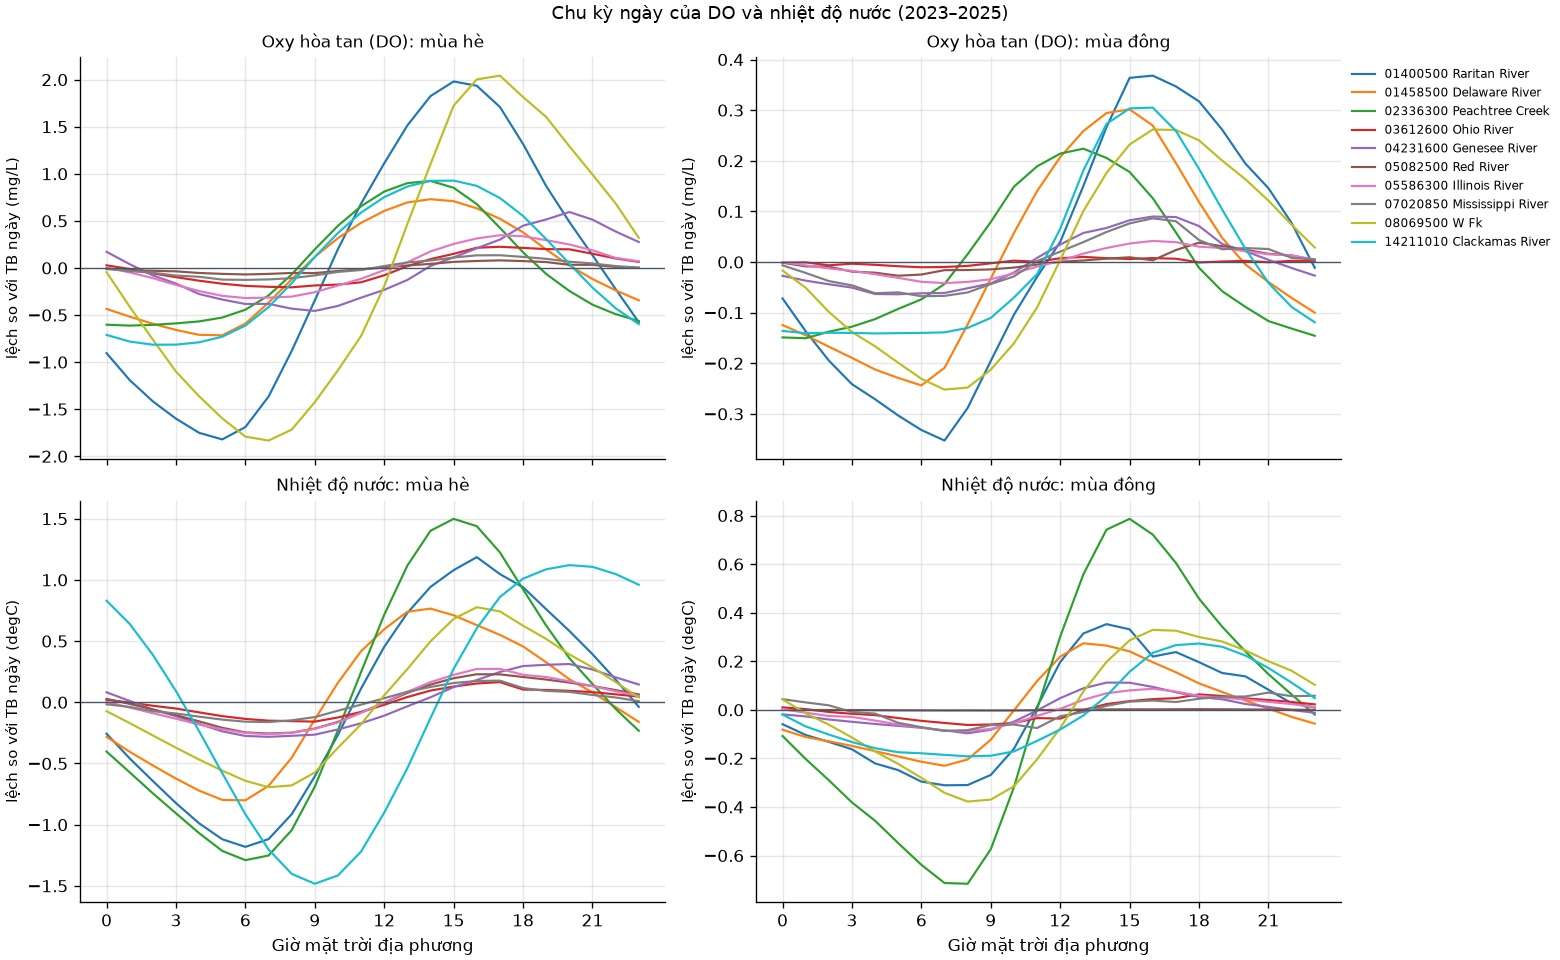 Chu kỳ ngày của DO và nhiệt độ nước (2023–2025)
Oxy hòa tan (DO): mùa hè
lệch so với TB ngày (mg/L)
2.0
1.5
1.0
0.5
0.0
−0.5
−1.0
−1.5
−2.0
Oxy hòa tan (DO): mùa đông
lệch so với TB ngày (mg/L)
0.4
0.3
0.2
0.1
0.0
−0.1
−0.2
−0.3
01400500 Raritan River
01458500 Delaware River
02336300 Peachtree Creek
03612600 Ohio River
04231600 Genesee River
05082500 Red River
05586300 Illinois River
07020850 Mississippi River
08069500 W Fk
14211010 Clackamas River
Nhiệt độ nước: mùa hè
lệch so với TB ngày (degC)
1.5
1.0
0.5
0.0
−0.5
−1.0
−1.5
0 3 6 9 12 15 18 21
Giờ mặt trời địa phương
Nhiệt độ nước: mùa đông
lệch so với TB ngày (degC)
0.8
0.6
0.4
0.2
0.0
−0.2
−0.4
−0.6
0 3 6 9 12 15 18 21
Giờ mặt trời địa phương